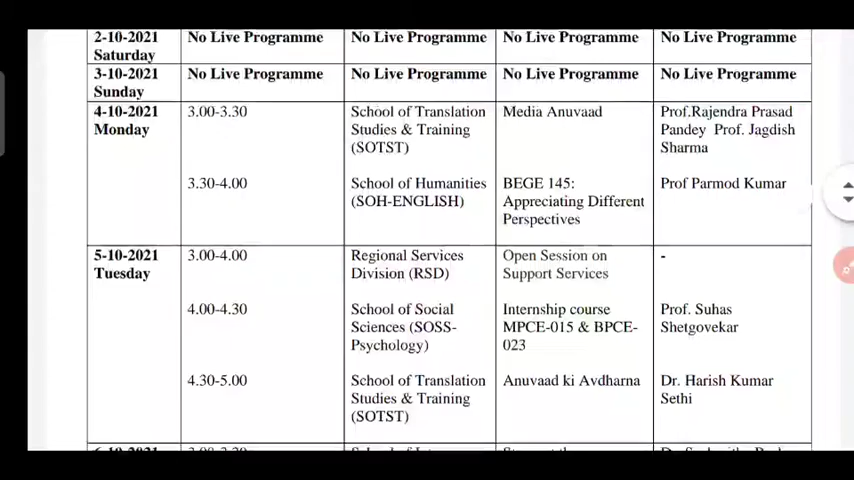 2-10-2021 No Live Programme No Live Programme No Live Programme No Live Programme
Saturday
3-10-2021 No Live Programme No Live Programme No Live Programme No Live Programme
Sunday
4-10-2021 3.00-3.30 School of Translation Media Anuvaad Prof.Rajendra Prasad
Monday Studies & Training Pandey Prof. Jagdish
(SOTST) Sharma
3.30-4.00 School of Humanities BEGE 145: Prof Parmod Kumar
(SOH-ENGLISH) Appreciating Different
Perspectives
5-10-2021 3.00-4.00 Regional Services Open Session on -
Tuesday Division (RSD) Support Services
4.00-4.30 School of Social Internship course Prof. Suhas
Sciences (SOSS- MPCE-015 & BPCE- Shetgovekar
Psychology) 023
4.30-5.00 School of Translation Anuvaad ki Avdharna Dr. Harish Kumar
Studies & Training Sethi
(SOTST)